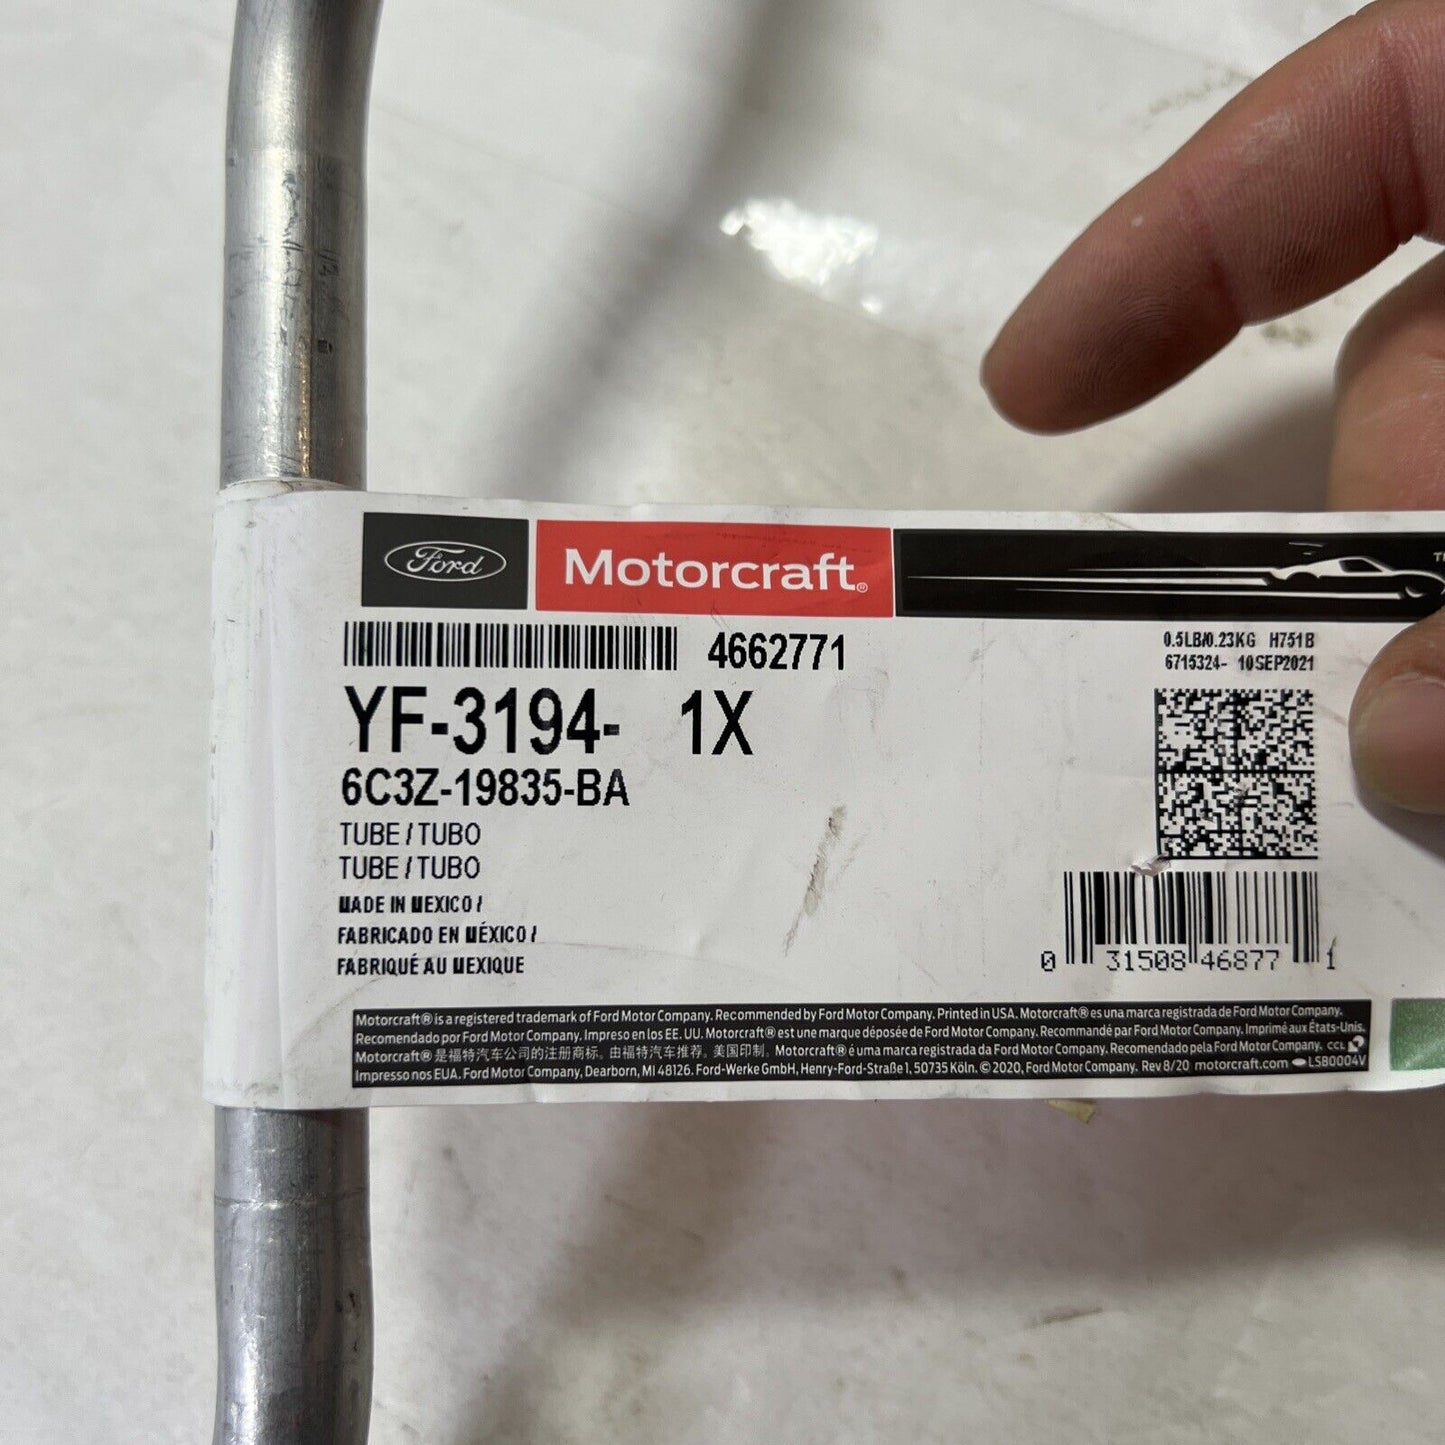 Ford
Motorcraft®
4662771
0.5LB/0.23KG H751B
6715324- 10SEP2021
YF-3194- 1X
6C3Z-19835-BA
TUBE / TUBO
TUBE / TUBO
MADE IN MEXICO /
FABRICADO EN MÉXICO /
FABRIQUÉ AU MEXIQUE
0 31508 46877 1
Motorcraft® is a registered trademark of Ford Motor Company. Recommended by Ford Motor Company. Printed in USA. Motorcraft® es una marca registrada de Ford Motor Company.
Recomendado por Ford Motor Company. Impreso en los EE. UU. Motorcraft® est une marque déposée de Ford Motor Company. Recommandé par Ford Motor Company. Imprimé aux États-Unis.
Motorcraft® 是福特汽车公司的注册商标。由福特汽车推荐。美国印制。Motorcraft® é uma marca registrada da Ford Motor Company. Recomendado pela Ford Motor Company. CCL
Impresso nos EUA. Ford Motor Company, Dearborn, MI 48126. Ford-Werke GmbH, Henry-Ford-Straße 1, 50735 Köln. © 2020, Ford Motor Company. Rev 8/20 motorcraft.com LSB0004V